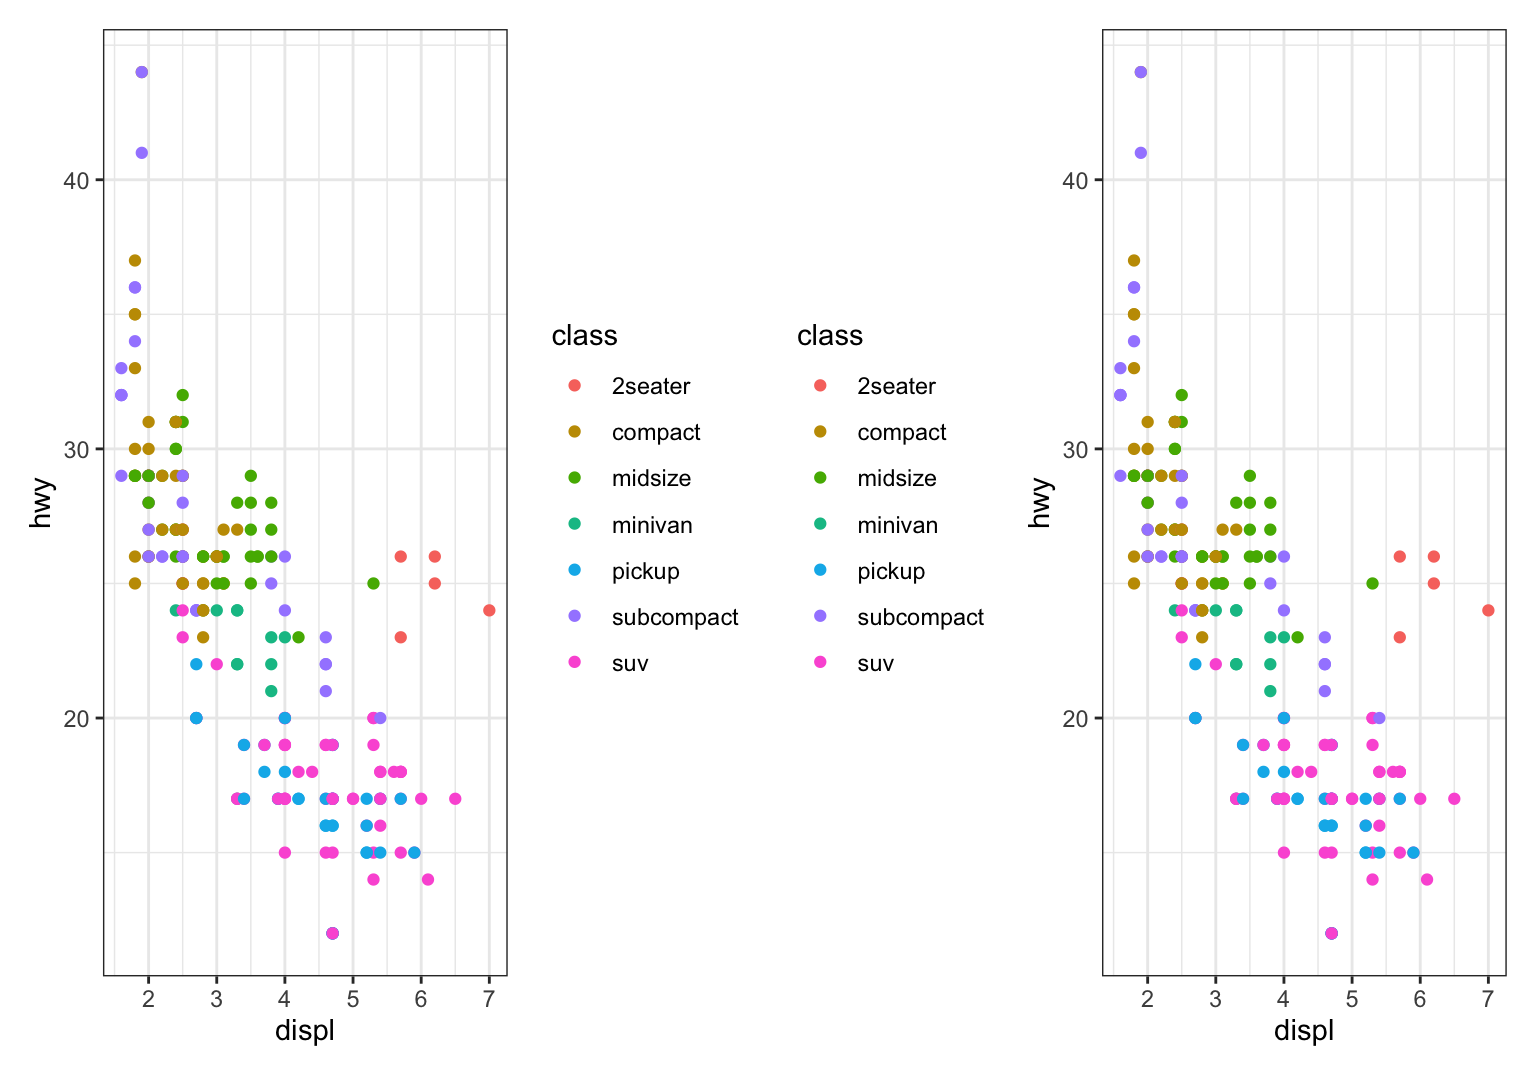 hwy
40
30
20
2 3 4 5 6 7
displ
class
2seater
compact
midsize
minivan
pickup
subcompact
suv
class
2seater
compact
midsize
minivan
pickup
subcompact
suv
hwy
40
30
20
2 3 4 5 6 7
displ